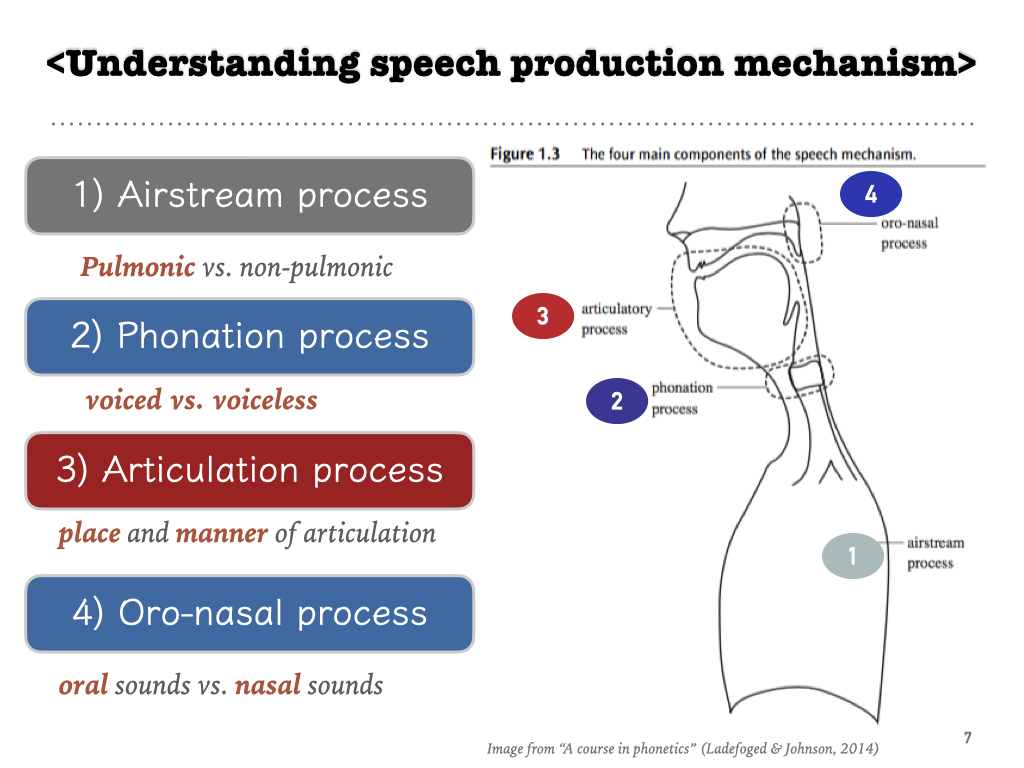 <Understanding speech production mechanism>
1) Airstream process
Pulmonic vs. non-pulmonic
2) Phonation process
voiced vs. voiceless
3) Articulation process
place and manner of articulation
4) Oro-nasal process
oral sounds vs. nasal sounds
Figure 1.3 The four main components of the speech mechanism.
4
oro-nasal
process
3
articulatory
process
2
phonation
process
1
airstream
process
Image from “A course in phonetics” (Ladefoged & Johnson, 2014)
7